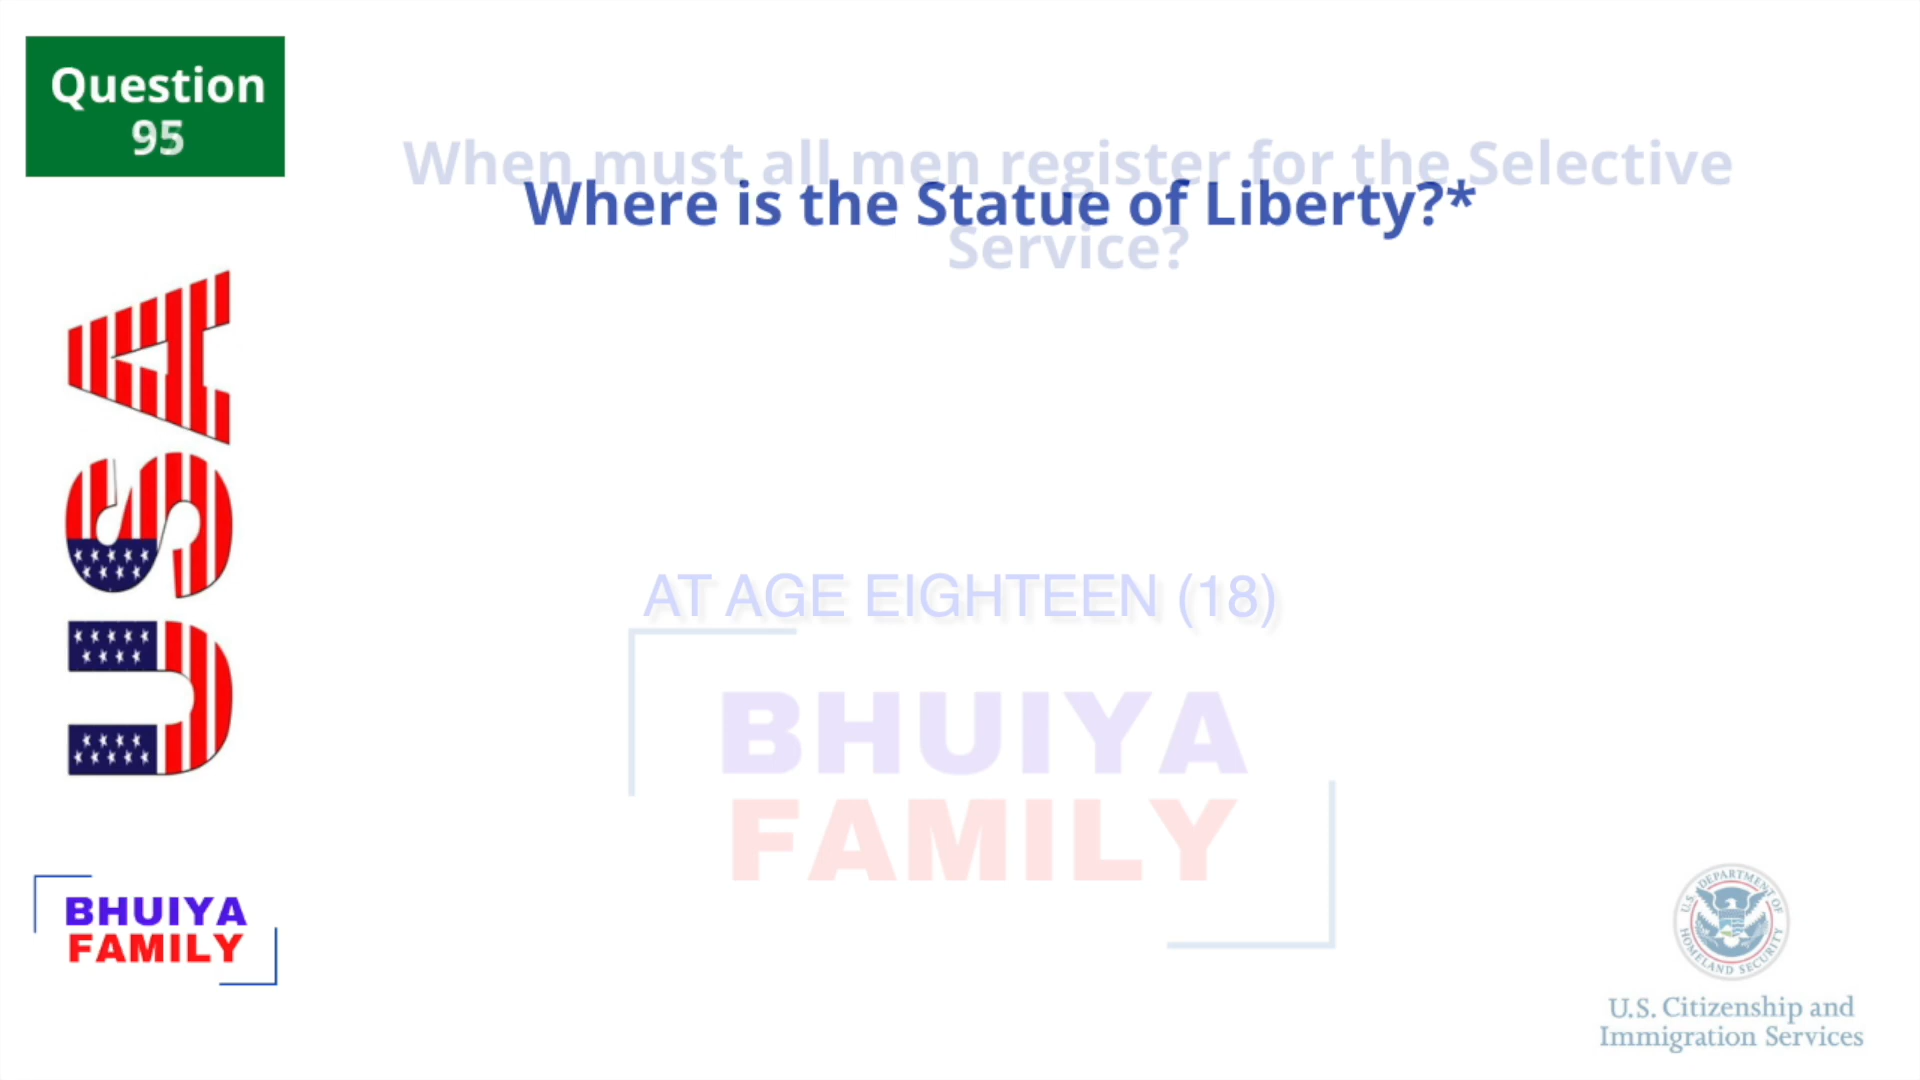 Question
95
When must all men register for the Selective
Service?
Where is the Statue of Liberty?*
USA
AT AGE EIGHTEEN (18)
BHUIYA
FAMILY
BHUIYA
FAMILY
U.S. DEPARTMENT OF
HOMELAND SECURITY
U.S. Citizenship and
Immigration Services